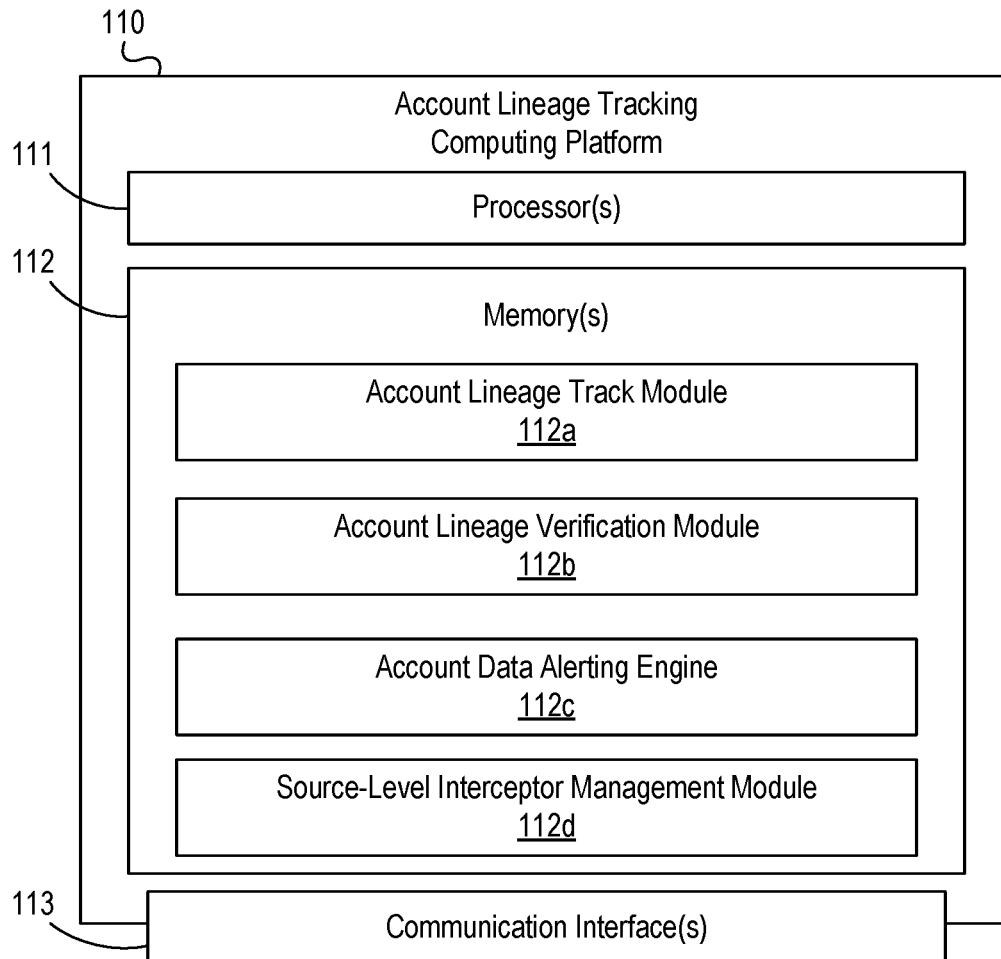 110
Account Lineage Tracking
Computing Platform
111
Processor(s)
112
Memory(s)
Account Lineage Track Module
112a
Account Lineage Verification Module
112b
Account Data Alerting Engine
112c
Source-Level Interceptor Management Module
112d
113
Communication Interface(s)